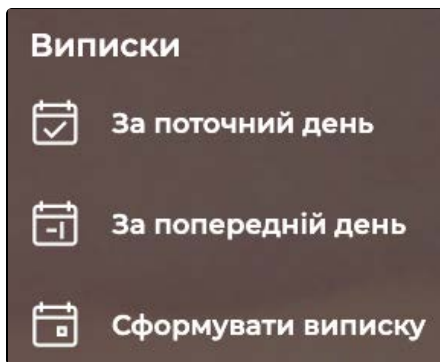 Виписки
За поточний день
За попередній день
Сформувати виписку